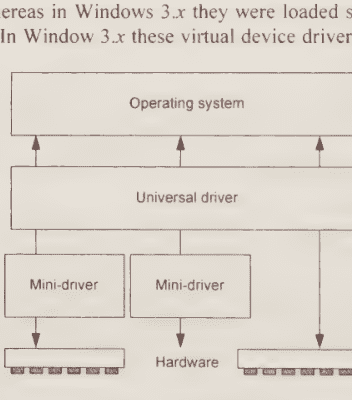 ereas in Windows 3.x they were loaded s
In Window 3.x these virtual device driver
Operating system
Universal driver
Mini-driver Mini-driver
Hardware